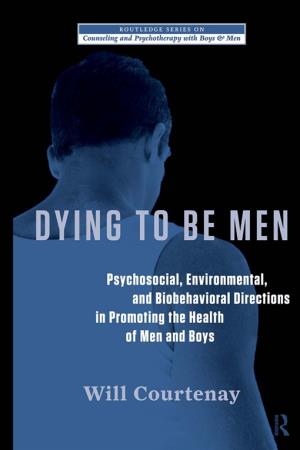 ROUTLEDGE SERIES ON
Counseling and Psychotherapy with Boys & Men
DYING TO BE MEN
Psychosocial, Environmental,
and Biobehavioral Directions
in Promoting the Health
of Men and Boys
Will Courtenay
R